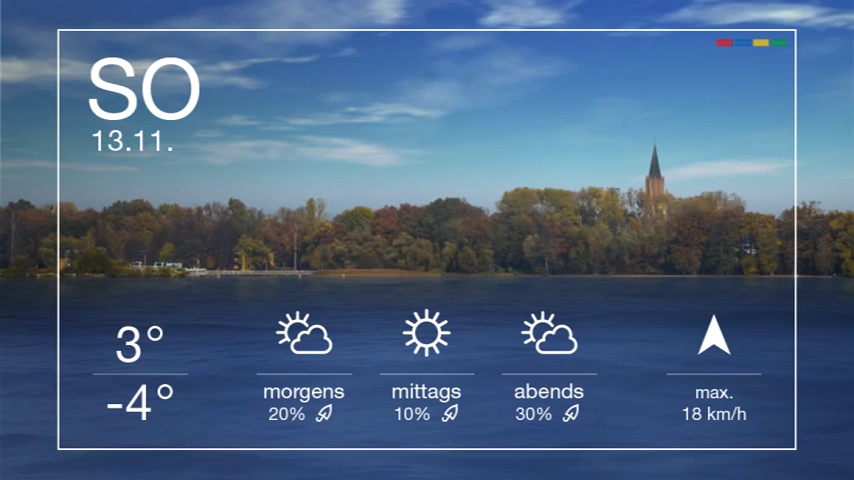 SO
13.11.
3°
-4°
morgens
20%
mittags
10%
abends
30%
max.
18 km/h